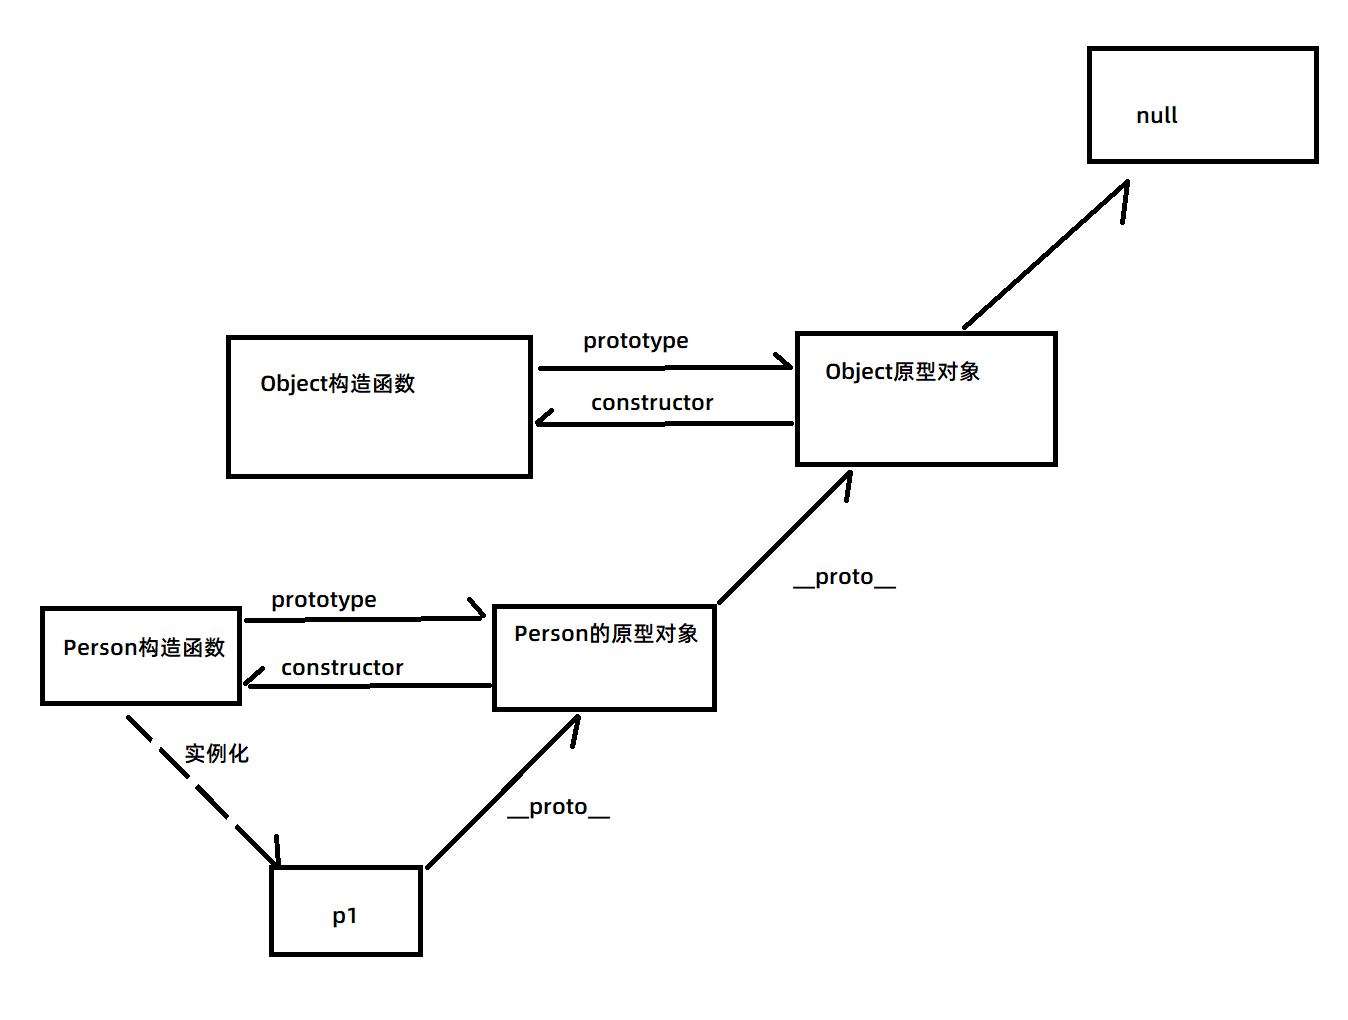 null
prototype
Object构造函数
Object原型对象
constructor
__proto__
prototype
Person构造函数
Person的原型对象
constructor
实例化
__proto__
p1